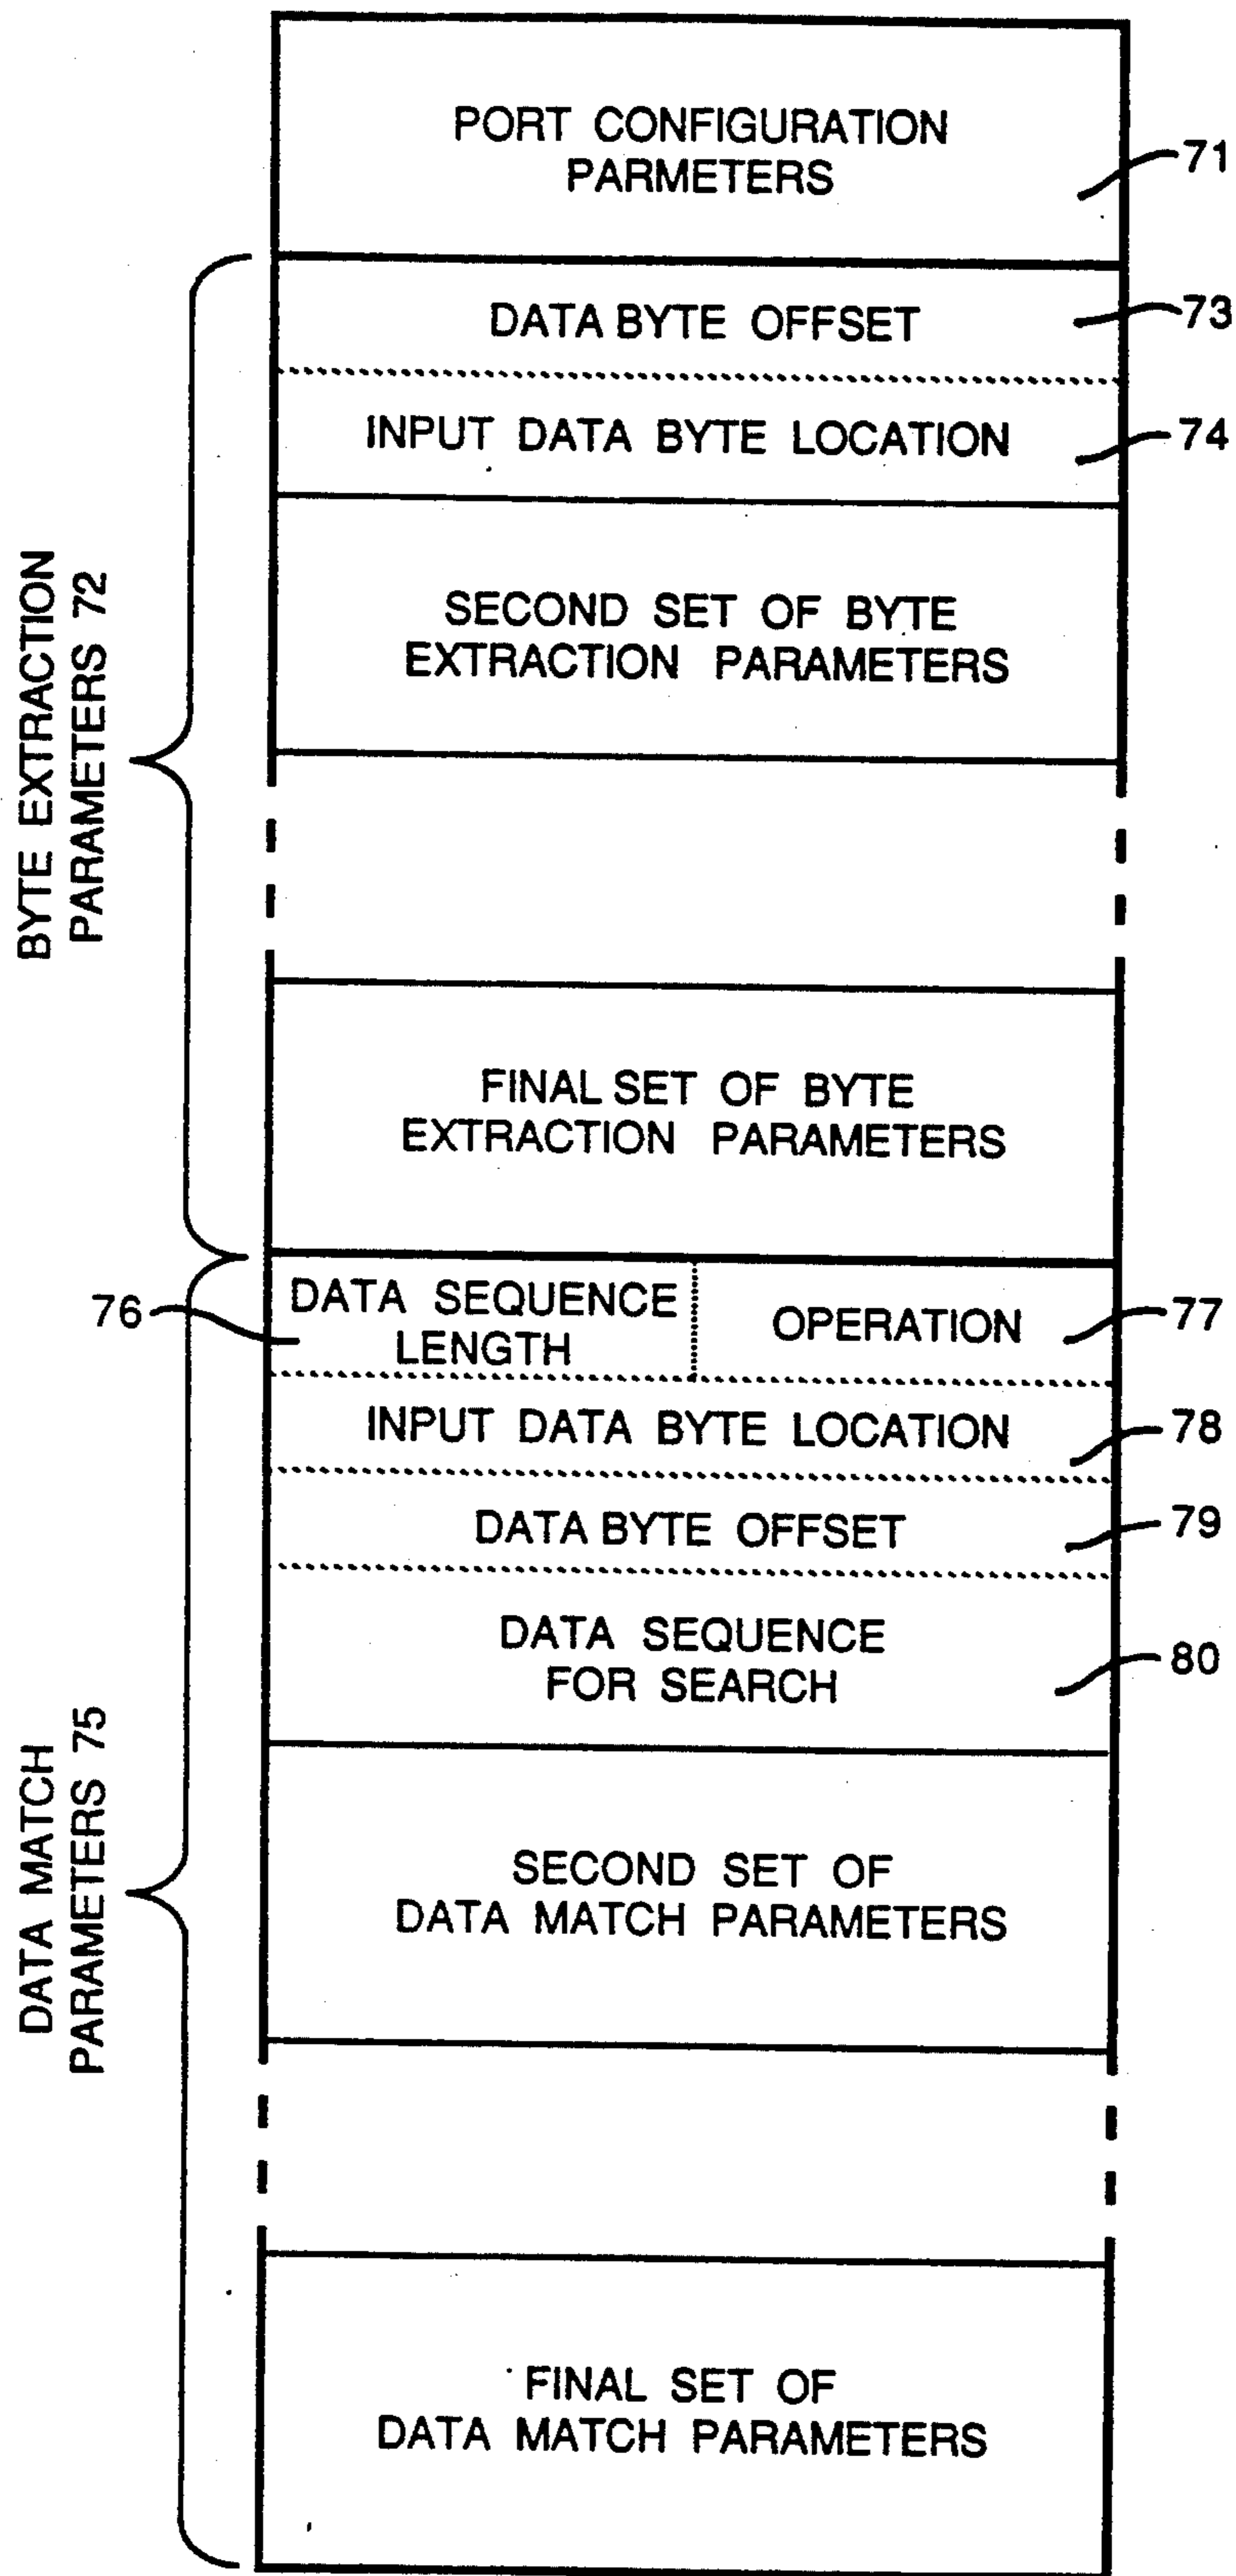 PORT CONFIGURATION
PARMETERS
71
DATA BYTE OFFSET
73
INPUT DATA BYTE LOCATION
74
SECOND SET OF BYTE
EXTRACTION PARAMETERS
BYTE EXTRACTION
PARAMETERS 72
FINAL SET OF BYTE
EXTRACTION PARAMETERS
76
DATA SEQUENCE
LENGTH
OPERATION
77
INPUT DATA BYTE LOCATION
78
DATA BYTE OFFSET
79
DATA SEQUENCE
FOR SEARCH
80
DATA MATCH
PARAMETERS 75
SECOND SET OF
DATA MATCH PARAMETERS
FINAL SET OF
DATA MATCH PARAMETERS